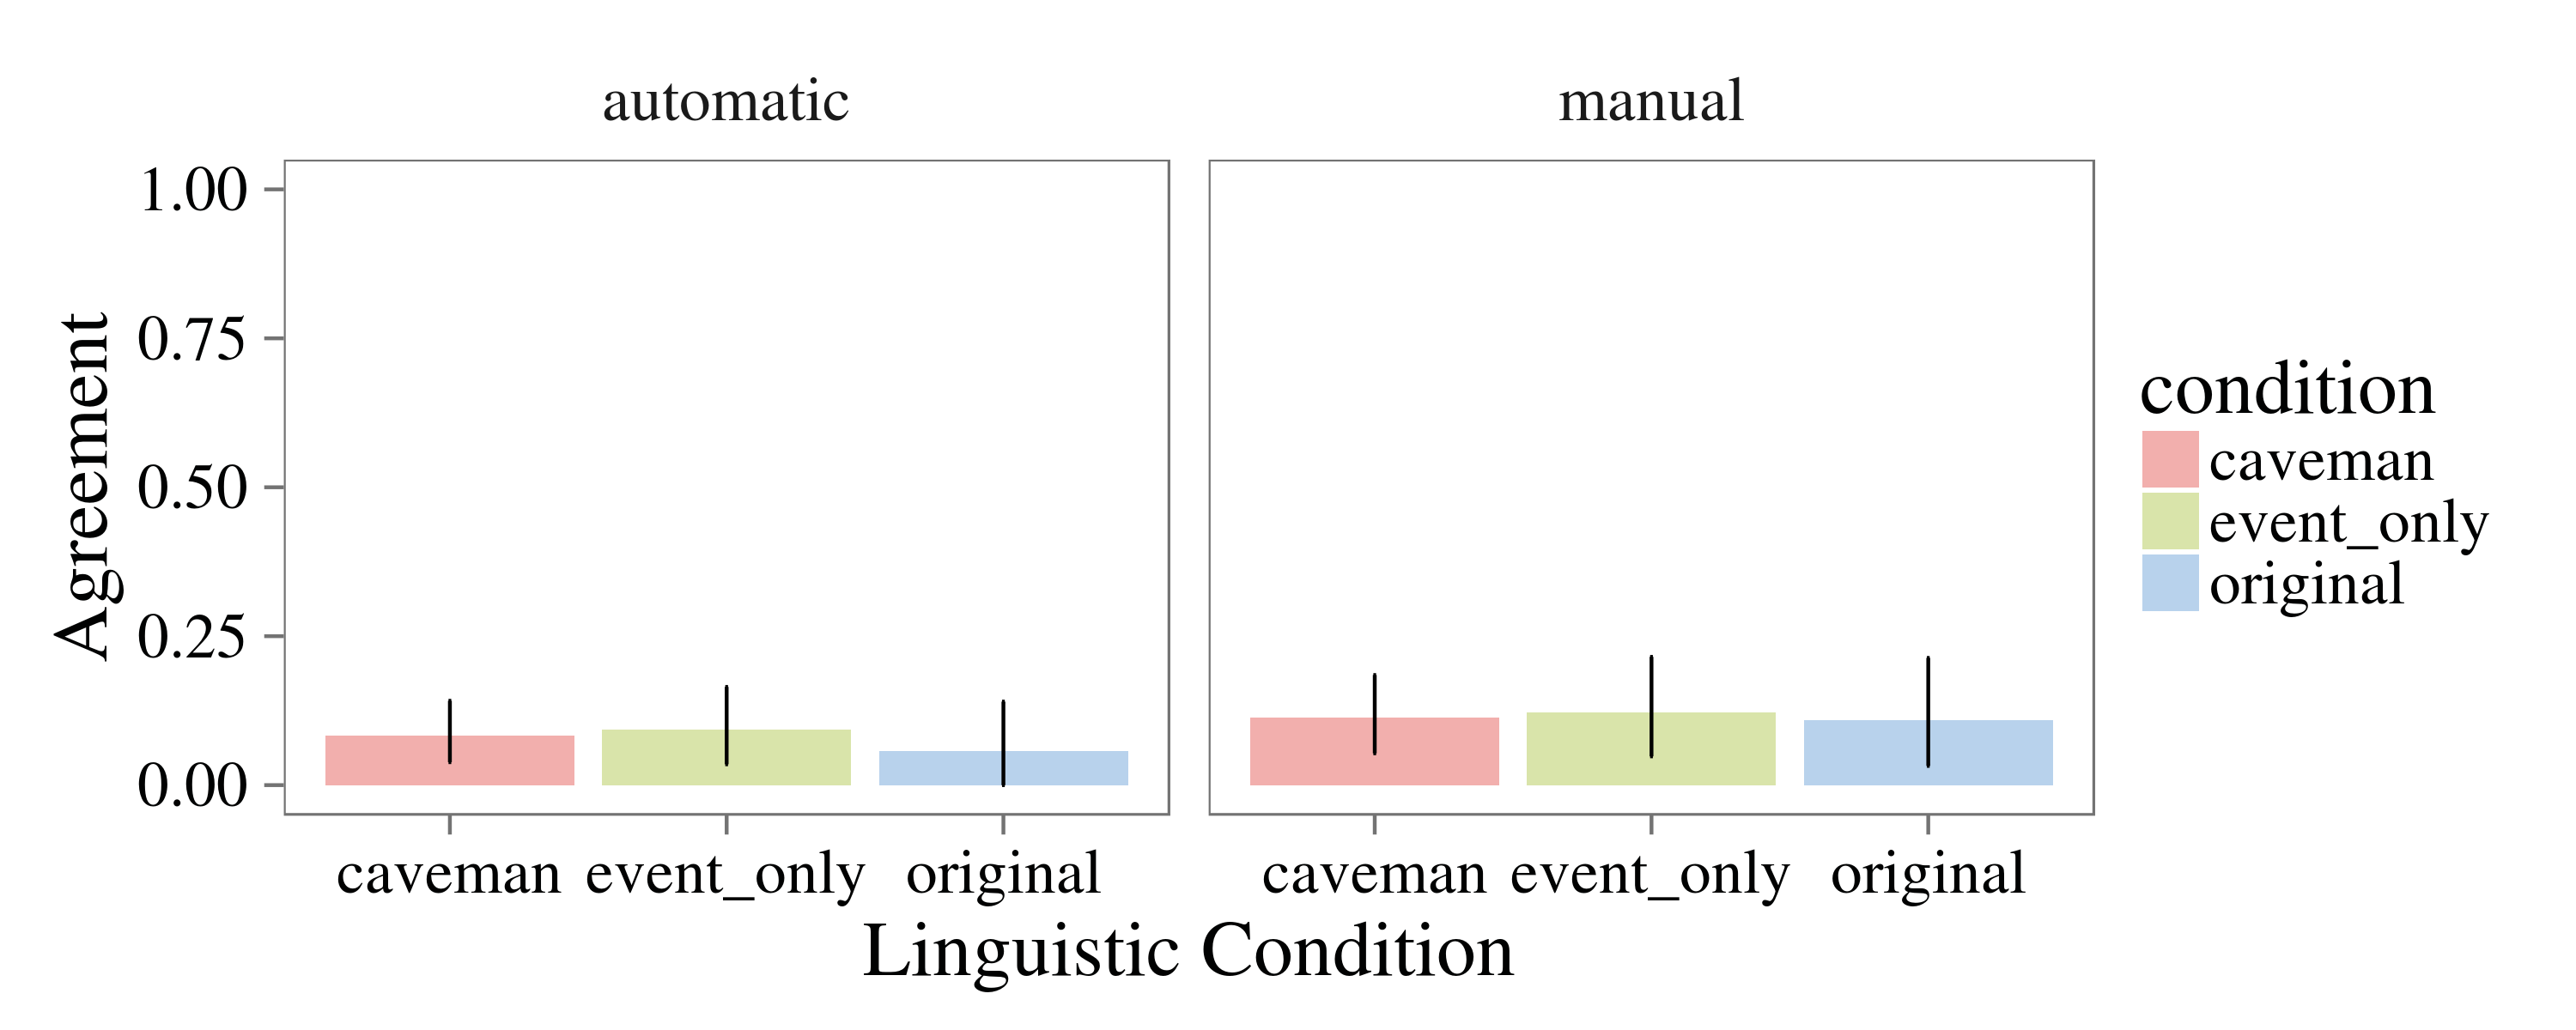 automatic
manual
1.00
0.75
0.50
0.25
0.00
Agreement
caveman event_only original
caveman event_only original
Linguistic Condition
condition
caveman
event_only
original